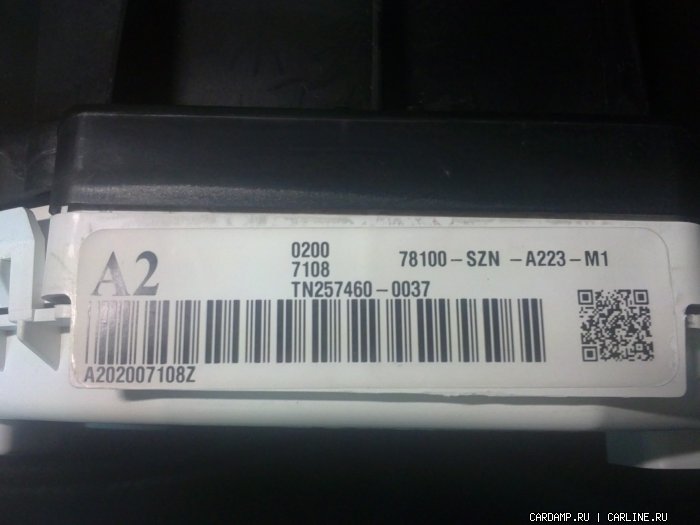 A2
0200
7108
78100-SZN -A223-M1
TN257460-0037
A202007108Z
CARDAMP.RU | CARLINE.RU